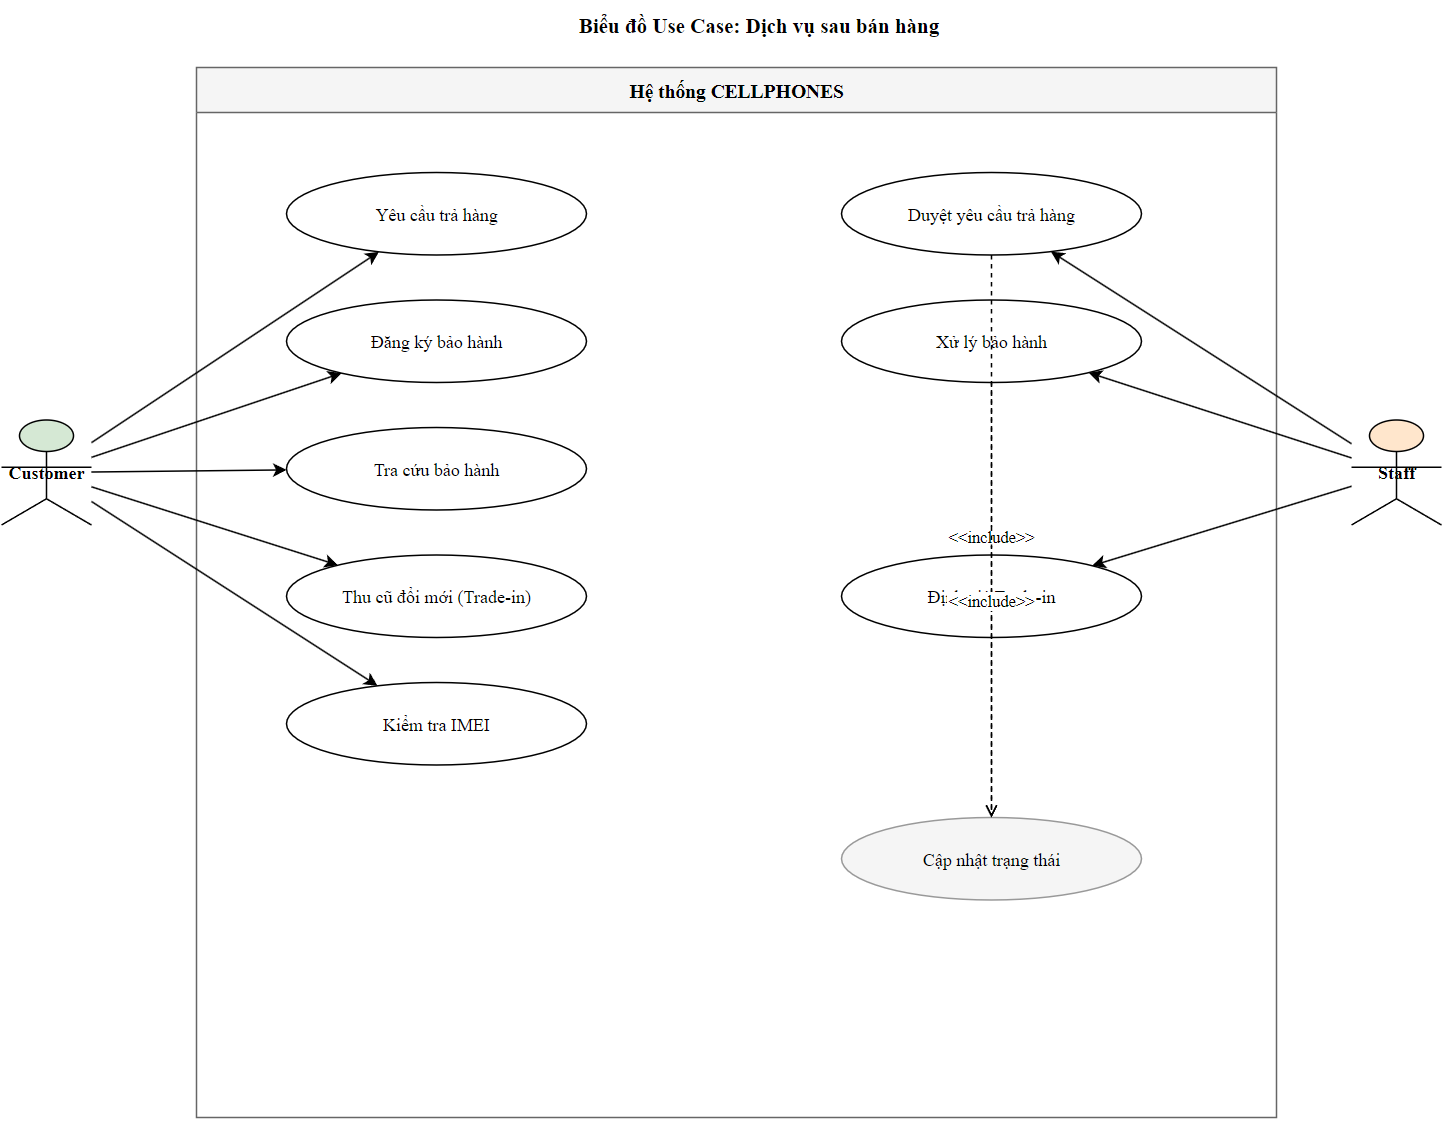 Biểu đồ Use Case: Dịch vụ sau bán hàng
Hệ thống CELLPHONES
Yêu cầu trả hàng
Duyệt yêu cầu trả hàng
Đăng ký bảo hành
Xử lý bảo hành
Customer
Tra cứu bảo hành
Staff
<<include>>
Thu cũ đổi mới (Trade-in)
<<include>>
Kiểm tra IMEI
Cập nhật trạng thái